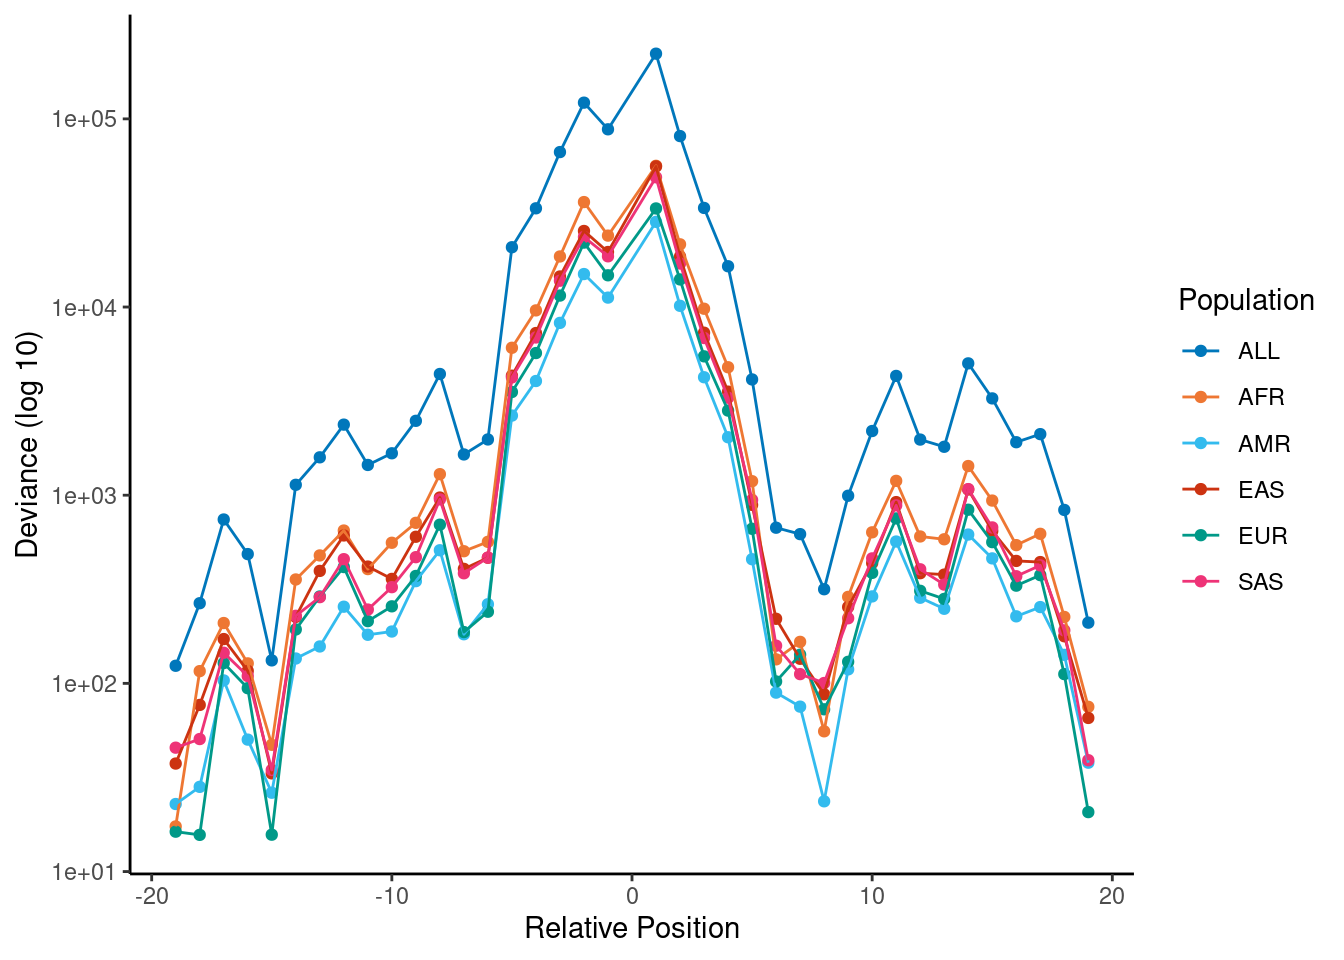 Deviance (log 10)
1e+05
1e+04
1e+03
1e+02
1e+01
-20
-10
0
10
20
Relative Position
Population
ALL
AFR
AMR
EAS
EUR
SAS